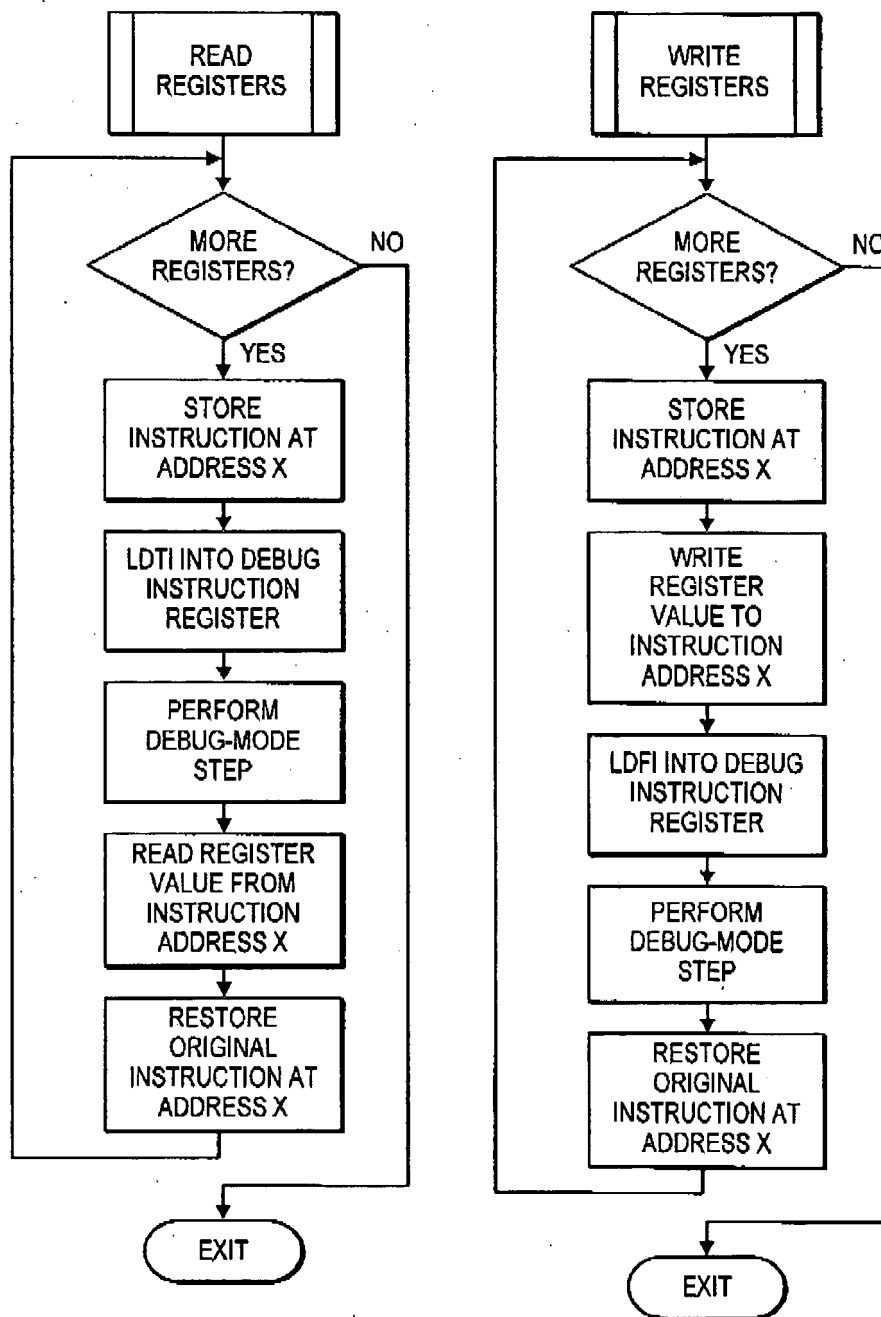 READ
REGISTERS
MORE
REGISTERS?
NO
YES
STORE
INSTRUCTION AT
ADDRESS X
LDTI INTO DEBUG
INSTRUCTION
REGISTER
PERFORM
DEBUG-MODE
STEP
READ REGISTER
VALUE FROM
INSTRUCTION
ADDRESS X
RESTORE
ORIGINAL
INSTRUCTION AT
ADDRESS X
EXIT
WRITE
REGISTERS
MORE
REGISTERS?
NO
YES
STORE
INSTRUCTION AT
ADDRESS X
WRITE
REGISTER
VALUE TO
INSTRUCTION
ADDRESS X
LDFI INTO DEBUG
INSTRUCTION
REGISTER
PERFORM
DEBUG-MODE
STEP
RESTORE
ORIGINAL
INSTRUCTION AT
ADDRESS X
EXIT